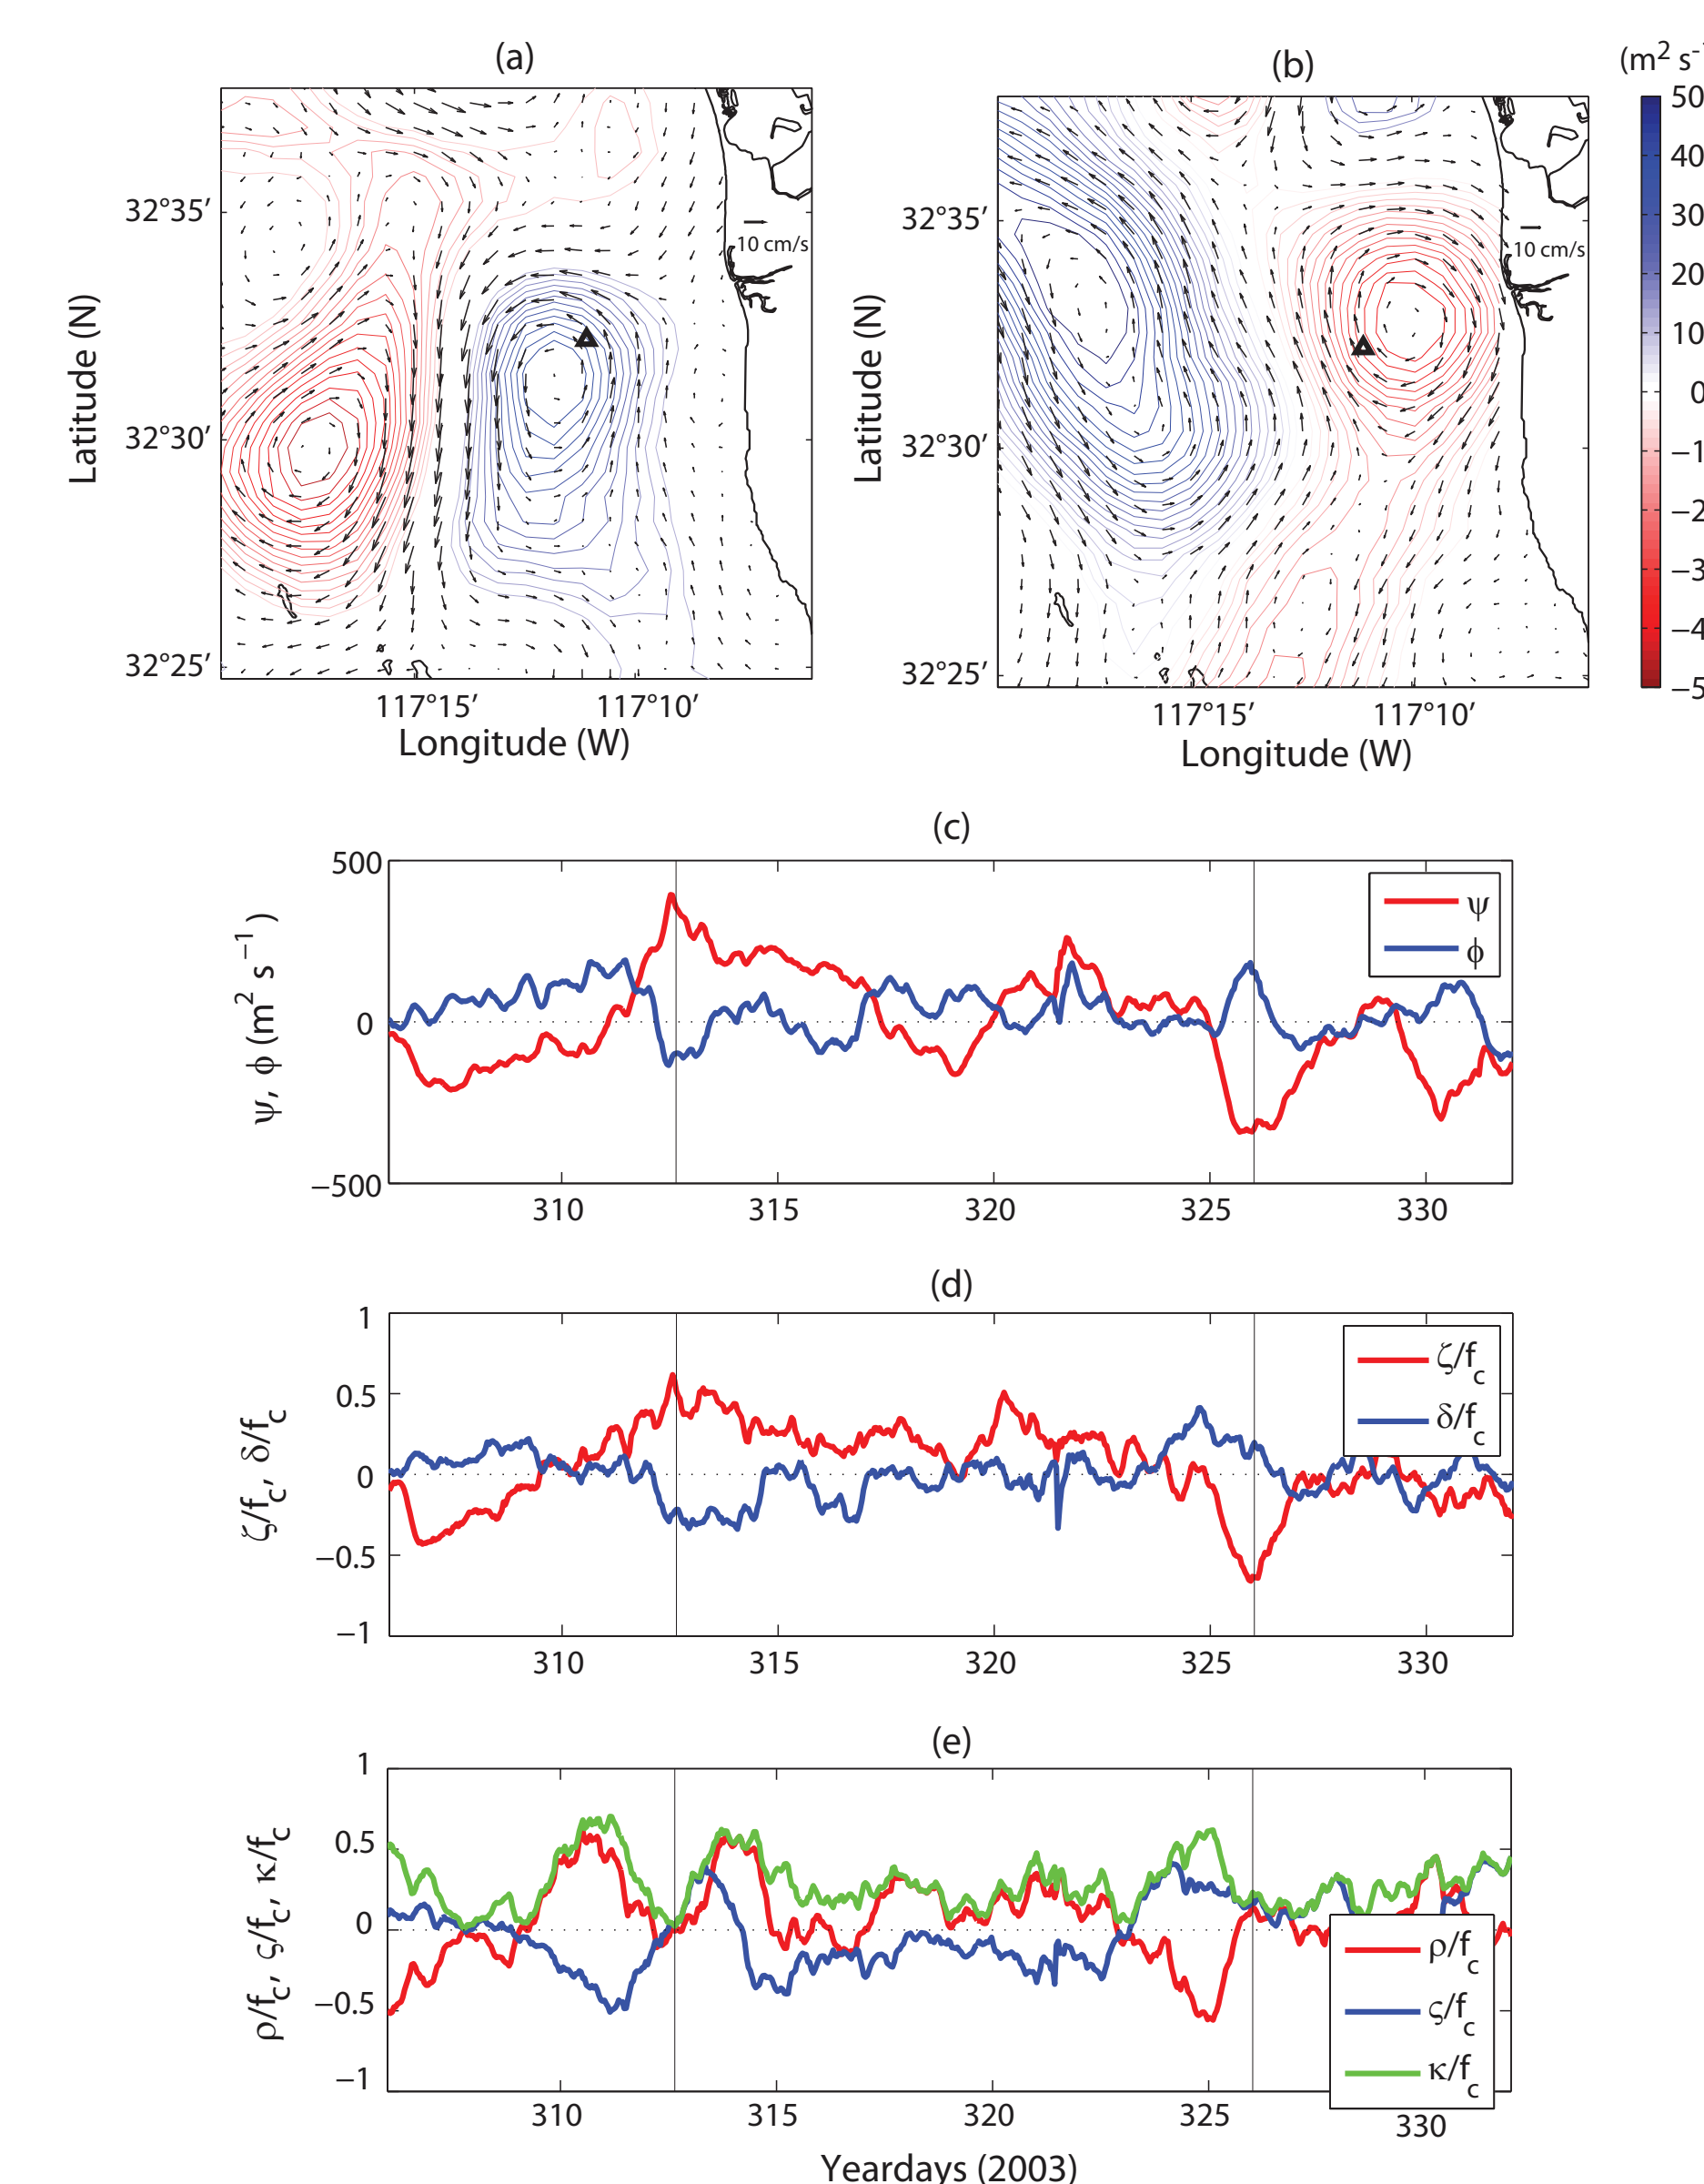 (a)
(b)
(m2 s-
32°35′
32°30′
32°25′
117°15′
117°10′
Longitude (W)
Latitude (N)
10 cm/s
32°35′
32°30′
32°25′
117°15′
117°10′
Longitude (W)
Latitude (N)
10 cm/s
50
40
30
20
10
0
−1
−2
−3
−4
−5
(c)
ψ, ϕ (m2 s−1)
500
0
−500
310
315
320
325
330
ψ
ϕ
(d)
ζ/fc, δ/fc
1
0.5
0
−0.5
−1
310
315
320
325
330
ζ/fc
δ/fc
(e)
ρ/fc, ς/fc, κ/fc
1
0.5
0
−0.5
−1
310
315
320
325
330
ρ/fc
ς/fc
κ/fc
Yeardays (2003)